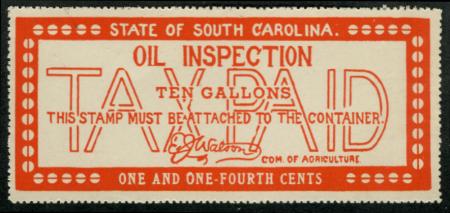 STATE OF SOUTH CAROLINA.
OIL INSPECTION
TAX PAID
TEN GALLONS
THIS STAMP MUST BE ATTACHED TO THE CONTAINER.
E J Watson
COM. OF AGRICULTURE.
ONE AND ONE-FOURTH CENTS